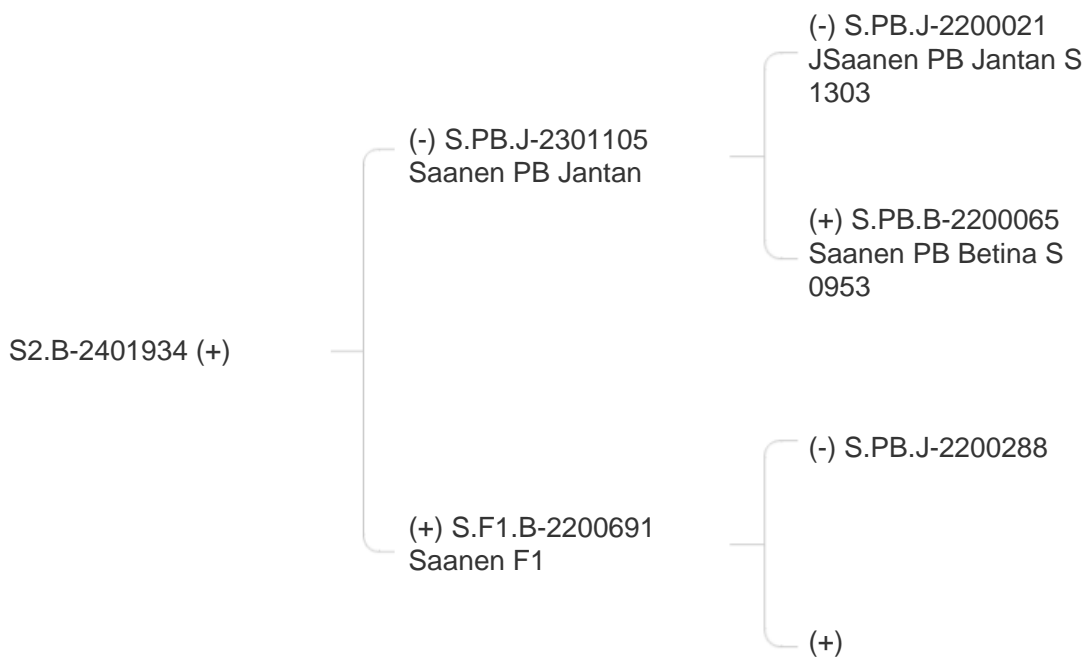 (-) S.PB.J-2200021
JSaanen PB Jantan S
1303
(-) S.PB.J-2301105
Saanen PB Jantan
(+) S.PB.B-2200065
Saanen PB Betina S
0953
S2.B-2401934 (+)
(-) S.PB.J-2200288
(+) S.F1.B-2200691
Saanen F1
(+)